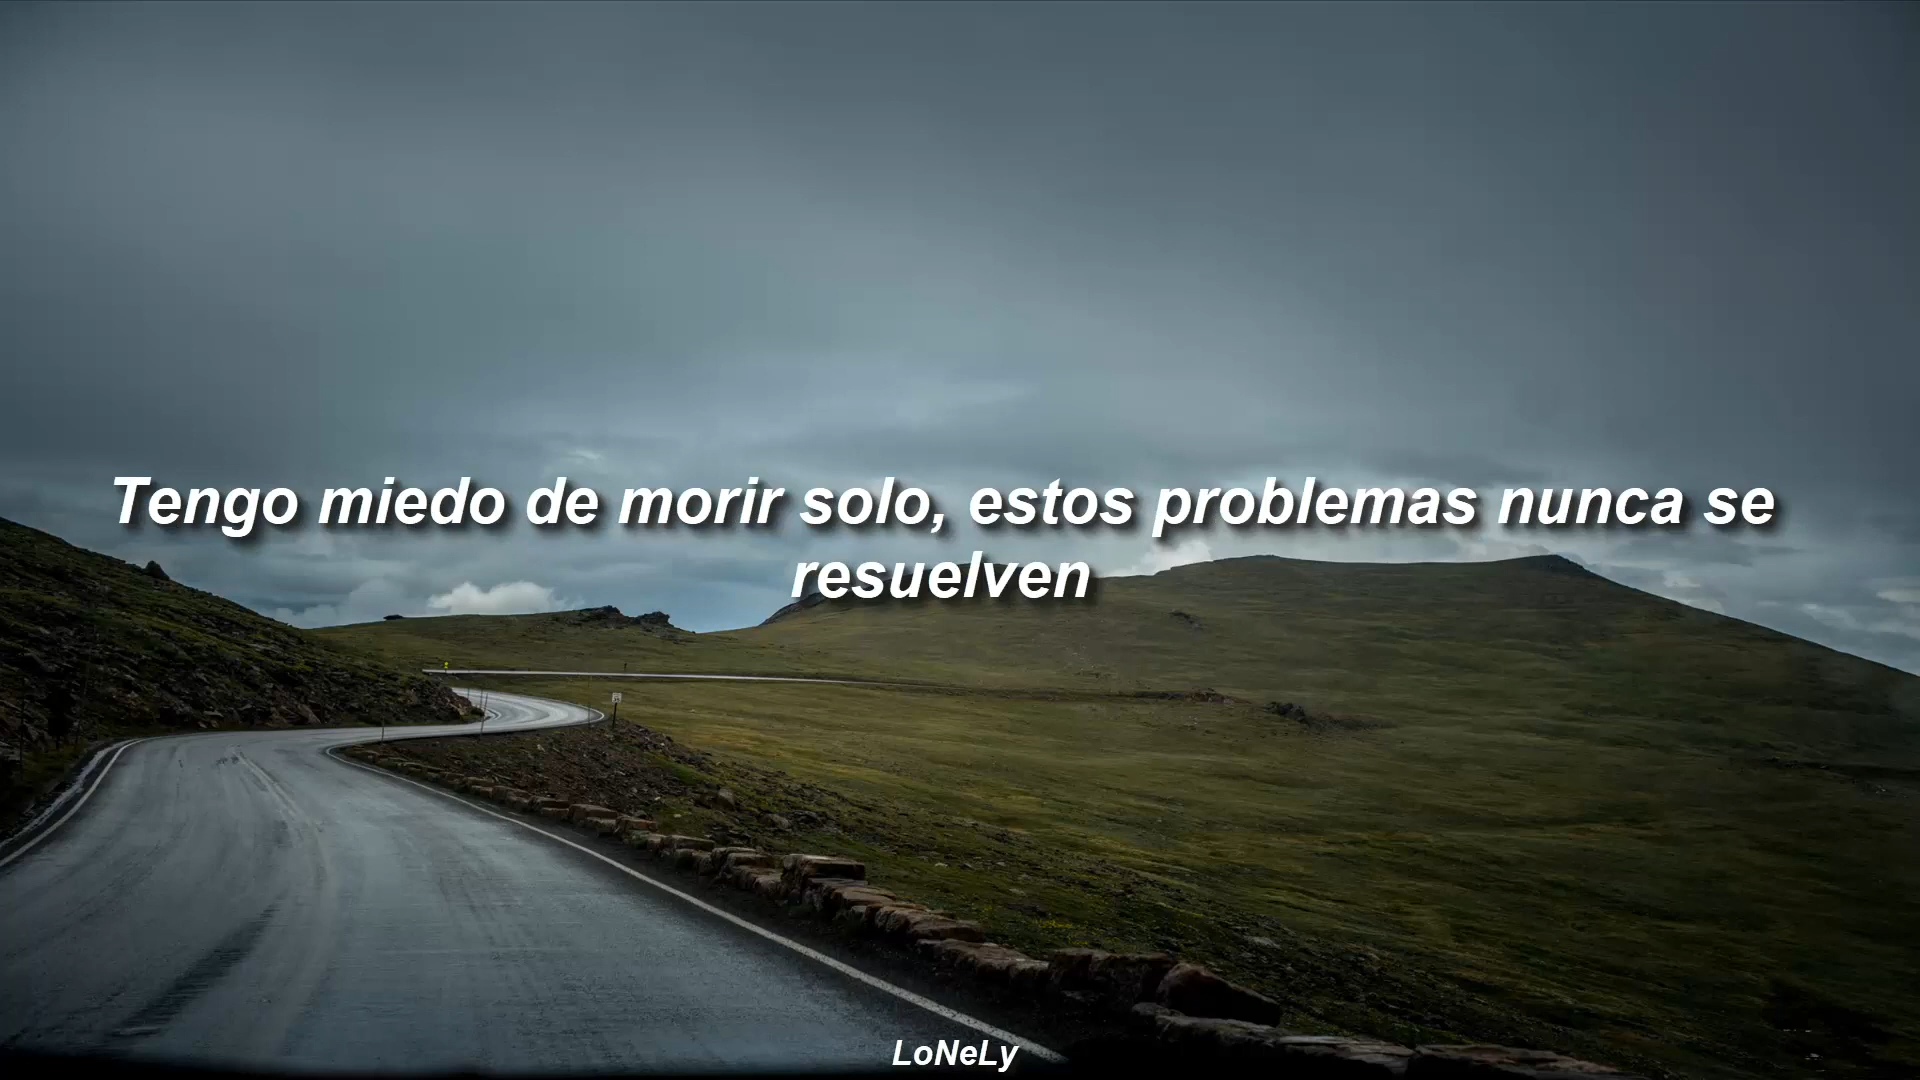 Tengo miedo de morir solo, estos problemas nunca se
resuelven
LoNeLy